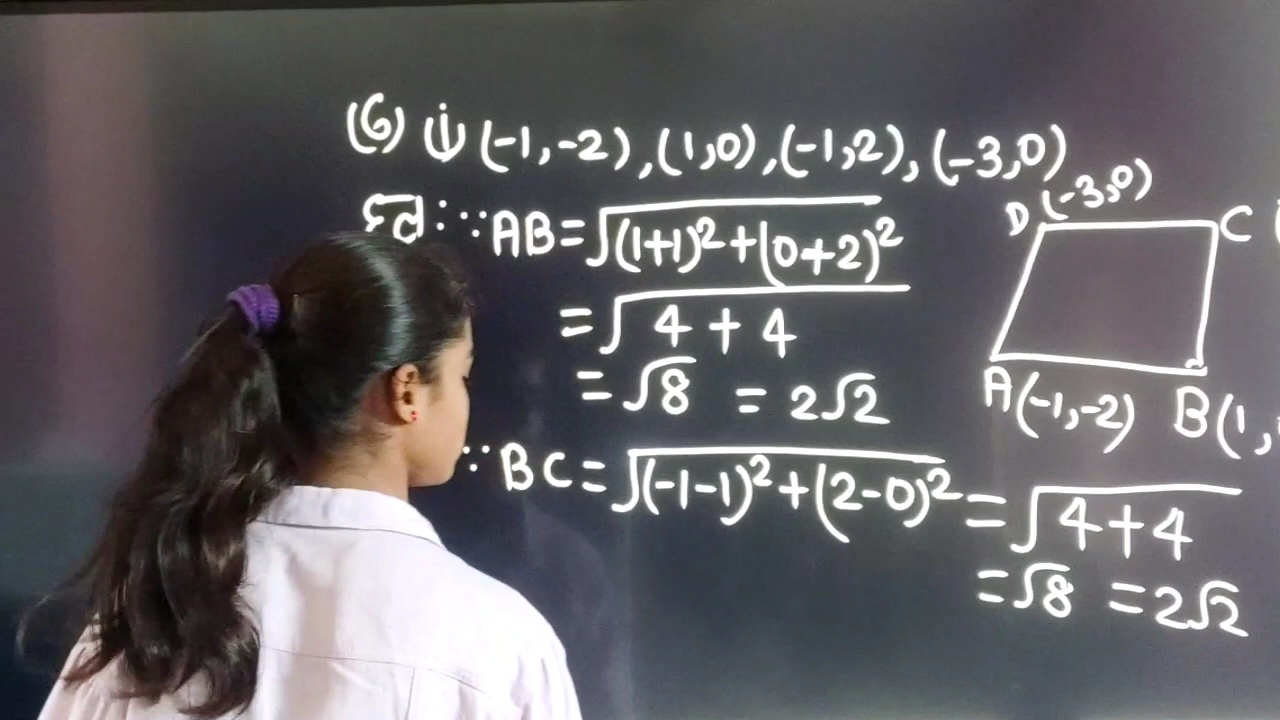 (6) (i) (-1,-2), (1,0), (-1,2), (-3,0)
हल : ∵ AB = √(1+1)² + (0+2)²
= √4 + 4
= √8 = 2√2
∵ BC = √(-1-1)² + (2-0)² = √4+4
= √8 = 2√2
D (-3,0) C (
A(-1,-2) B(1,